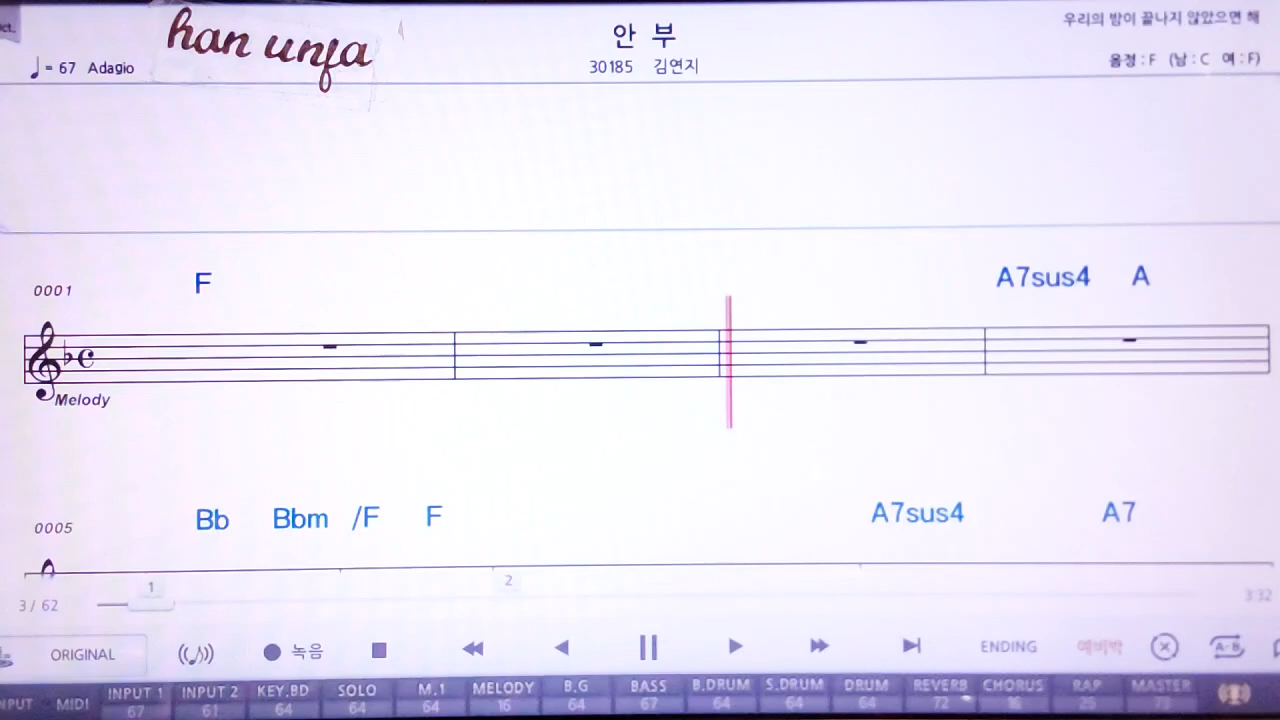 ct.
han unfa
안 부
우리의 밤이 끝나지 않았으면 해
♩= 67 Adagio
30185 김연지
음정 : F (남 : C 여 : F)
0001 F A7sus4 A
Melody
0005 Bb Bbm /F F A7sus4 A7
1 2
3 / 62 3:32
ORIGINAL 녹음 ENDING 예비박 A-B
NPUT MIDI INPUT 1 INPUT 2 KEY.BD SOLO M.1 MELODY B.G BASS B.DRUM S.DRUM DRUM REVERB CHORUS RAP MASTER
67 61 64 64 64 16 64 67 64 64 64 72 16 25 73